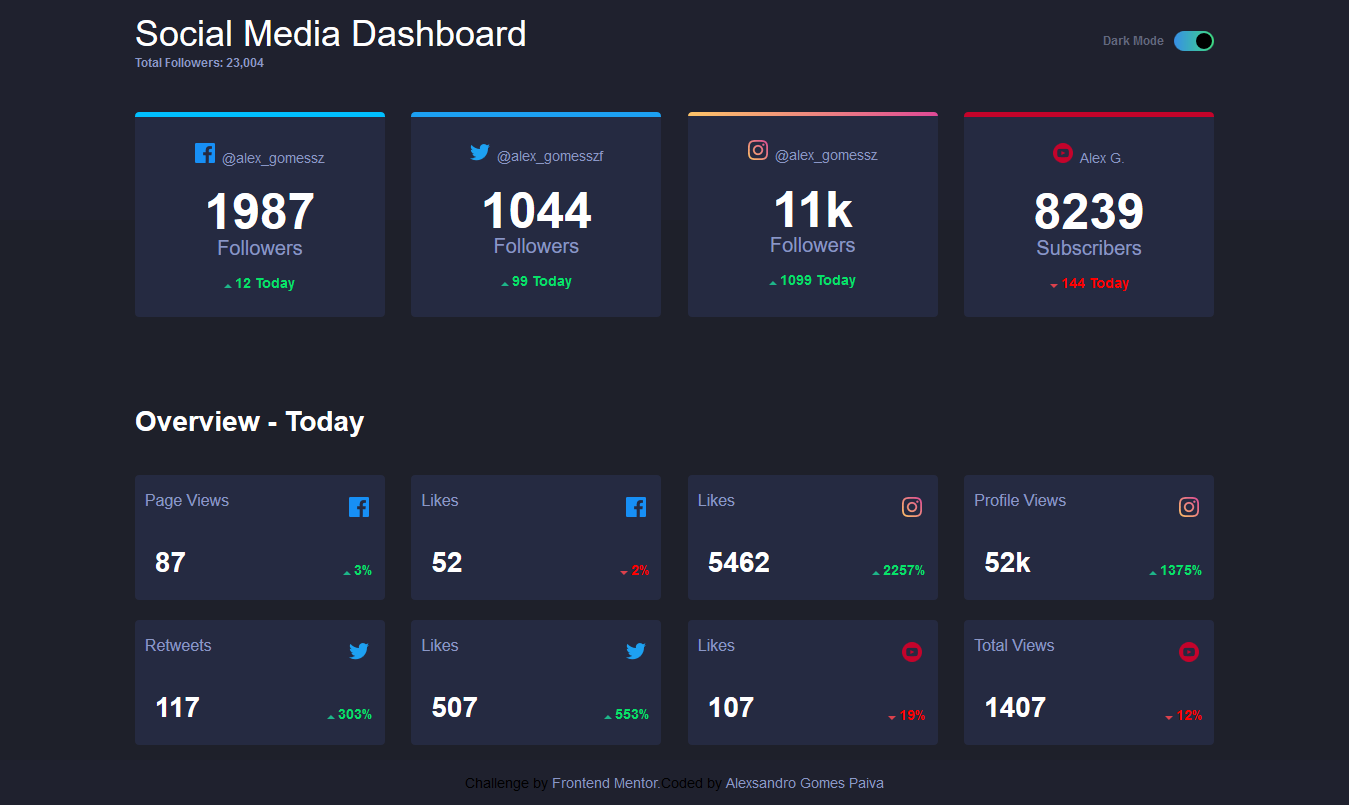 Social Media Dashboard
Total Followers: 23,004
Dark Mode
@alex_gomessz
1987
Followers
12 Today
@alex_gomesszf
1044
Followers
99 Today
@alex_gomessz
11k
Followers
1099 Today
Alex G.
8239
Subscribers
144 Today
Overview - Today
Page Views
87
3%
Likes
52
2%
Likes
5462
2257%
Profile Views
52k
1375%
Retweets
117
303%
Likes
507
553%
Likes
107
19%
Total Views
1407
12%
Challenge by Frontend Mentor.Coded by Alexsandro Gomes Paiva